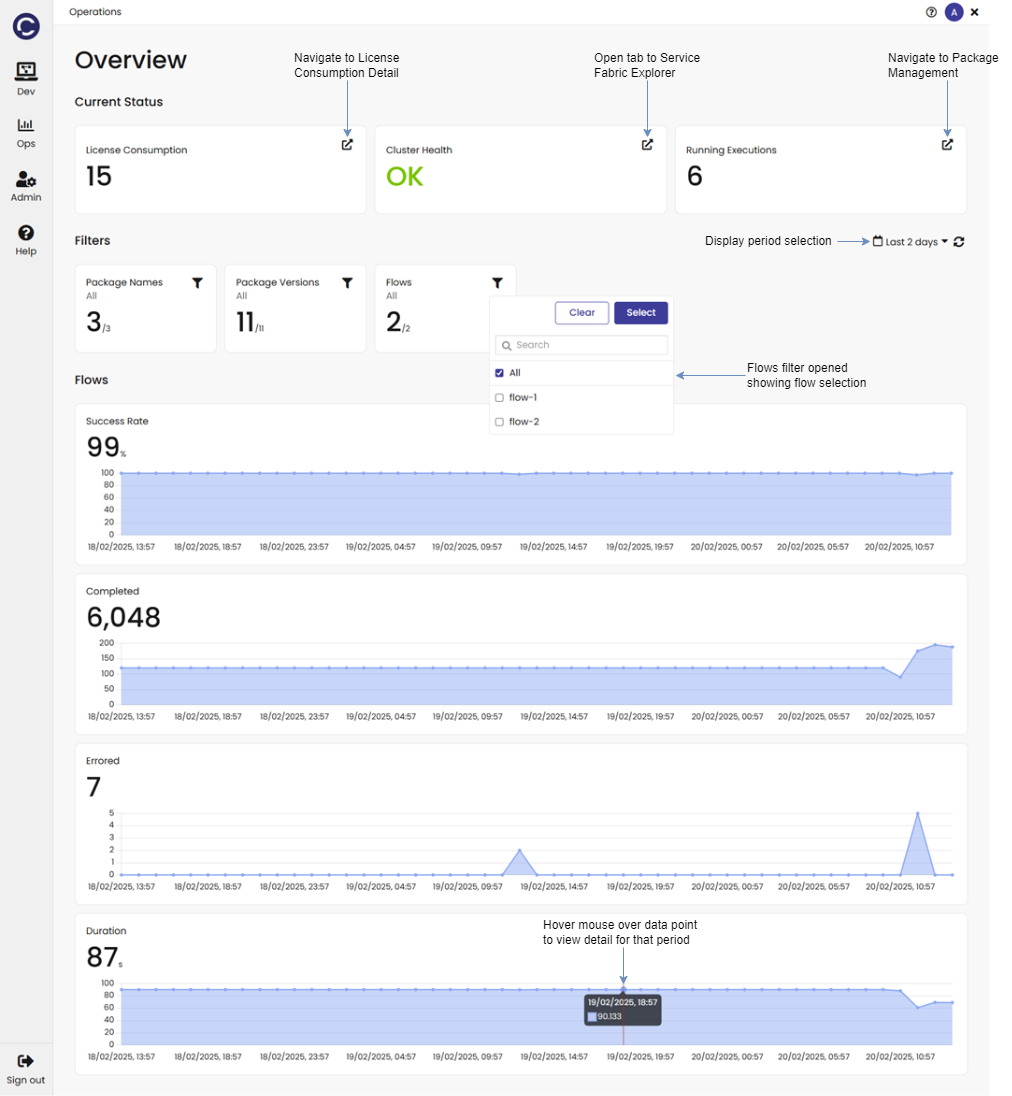 Operations
A
Dev
Ops
Admin
Help
Sign out
Overview
Navigate to License
Consumption Detail
Open tab to Service
Fabric Explorer
Navigate to Package
Management
Current Status
License Consumption
15
Cluster Health
OK
Running Executions
6
Filters
Display period selection
Last 2 days
Package Names
All
3/3
Package Versions
All
11/11
Flows
All
2/2
Clear
Select
Search
All
flow-1
flow-2
Flows filter opened
showing flow selection
Flows
Success Rate
99%
100
80
60
40
20
0
18/02/2025, 13:57 18/02/2025, 18:57 18/02/2025, 23:57 19/02/2025, 04:57 19/02/2025, 09:57 19/02/2025, 14:57 19/02/2025, 19:57 20/02/2025, 00:57 20/02/2025, 05:57 20/02/2025, 10:57
Completed
6,048
200
150
100
50
0
18/02/2025, 13:57 18/02/2025, 18:57 18/02/2025, 23:57 19/02/2025, 04:57 19/02/2025, 09:57 19/02/2025, 14:57 19/02/2025, 19:57 20/02/2025, 00:57 20/02/2025, 05:57 20/02/2025, 10:57
Errored
7
5
4
3
2
1
0
18/02/2025, 13:57 18/02/2025, 18:57 18/02/2025, 23:57 19/02/2025, 04:57 19/02/2025, 09:57 19/02/2025, 14:57 19/02/2025, 19:57 20/02/2025, 00:57 20/02/2025, 05:57 20/02/2025, 10:57
Duration
87s
Hover mouse over data point
to view detail for that period
100
80
60
40
20
0
19/02/2025, 18:57
90.133
18/02/2025, 13:57 18/02/2025, 18:57 18/02/2025, 23:57 19/02/2025, 04:57 19/02/2025, 09:57 19/02/2025, 14:57 19/02/2025, 19:57 20/02/2025, 00:57 20/02/2025, 05:57 20/02/2025, 10:57